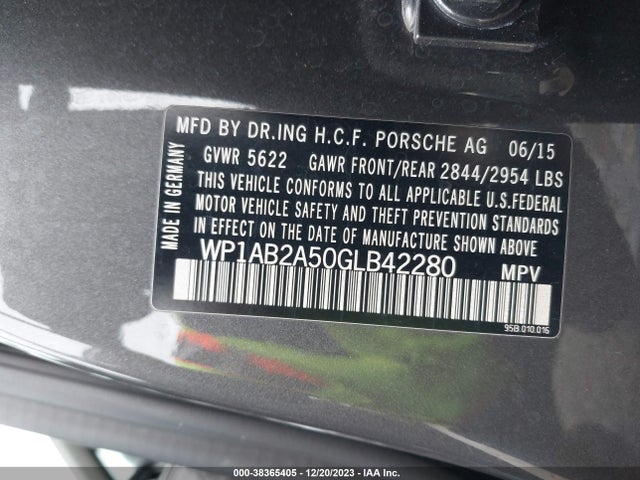 MFD BY DR.ING H.C.F. PORSCHE AG 06/15
GVWR 5622 GAWR FRONT/REAR 2844/2954 LBS
THIS VEHICLE CONFORMS TO ALL APPLICABLE U.S.FEDERAL
MOTOR VEHICLE SAFETY AND THEFT PREVENTION STANDARDS
IN EFFECT ON THE DATE OF MANUFACTURE SHOWN ABOVE.
MADE IN GERMANY
WP1AB2A50GLB42280 MPV
95B.010.016
000-38365405 - 12/20/2023 - IAA Inc.